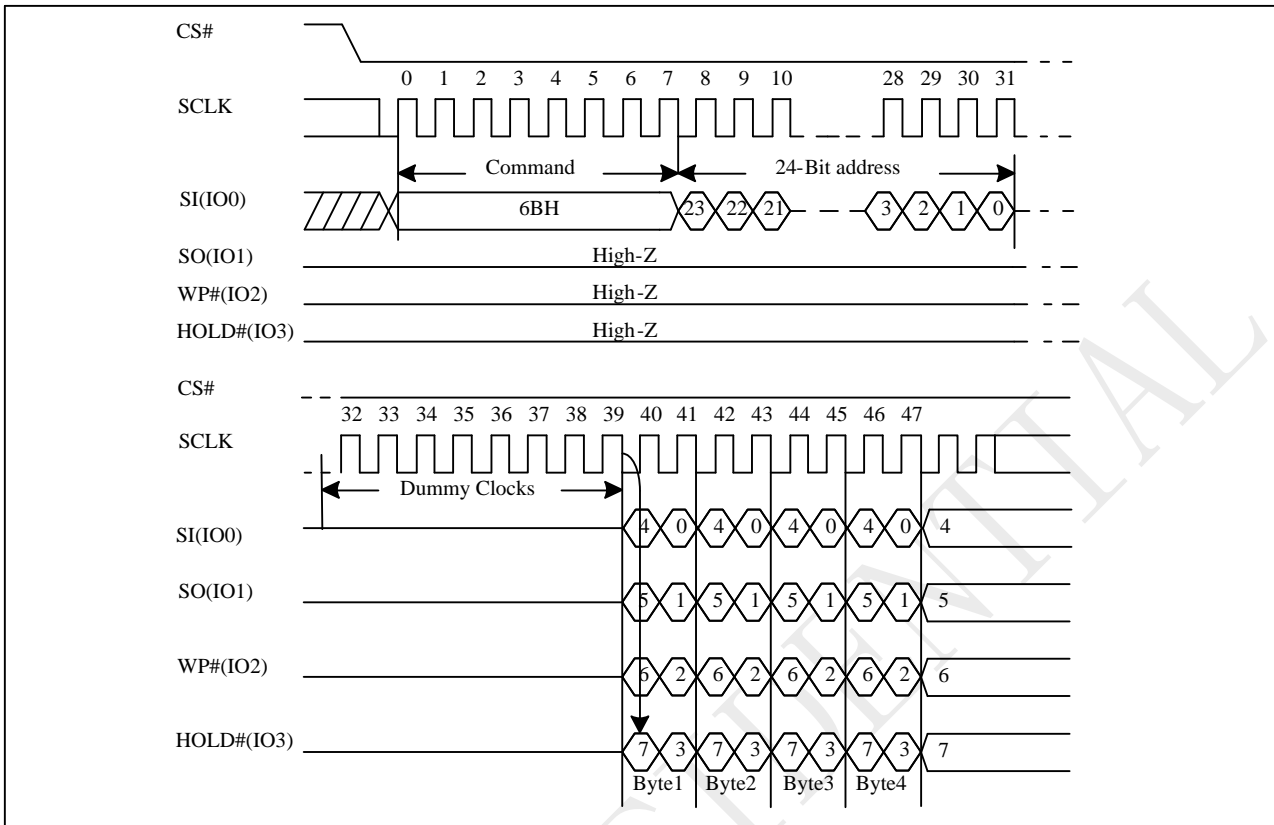 CS#
0 1 2 3 4 5 6 7 8 9 10 28 29 30 31
SCLK
Command 24-Bit address
SI(IO0) 6BH 23 22 21 3 2 1 0
SO(IO1) High-Z
WP#(IO2) High-Z
HOLD#(IO3) High-Z
CS#
32 33 34 35 36 37 38 39 40 41 42 43 44 45 46 47
SCLK
Dummy Clocks
SI(IO0) 4 0 4 0 4 0 4 0 4
SO(IO1) 5 1 5 1 5 1 5 1 5
WP#(IO2) 6 2 6 2 6 2 6 2 6
HOLD#(IO3) 7 3 7 3 7 3 7 3 7
Byte1 Byte2 Byte3 Byte4